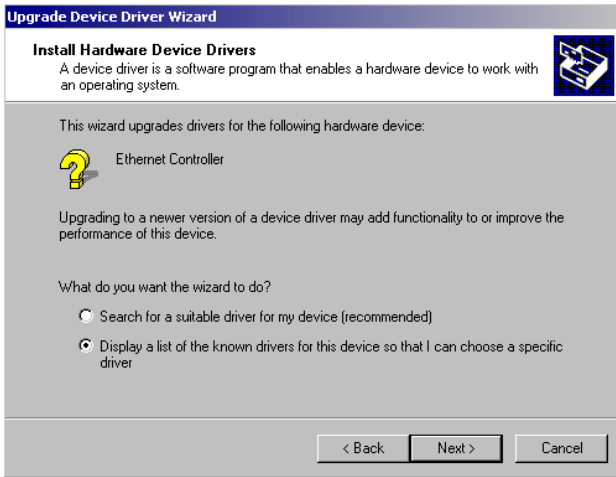 Upgrade Device Driver Wizard
Install Hardware Device Drivers
A device driver is a software program that enables a hardware device to work with
an operating system.
This wizard upgrades drivers for the following hardware device:
Ethernet Controller
Upgrading to a newer version of a device driver may add functionality to or improve the
performance of this device.
What do you want the wizard to do?
Search for a suitable driver for my device (recommended)
Display a list of the known drivers for this device so that I can choose a specific
driver
< Back
Next >
Cancel